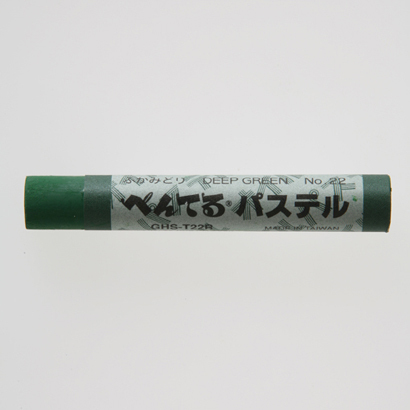 ふかみどり DEEP GREEN No. 22
ぺんてる® パステル
GHS-T22R MADE IN TAIWAN